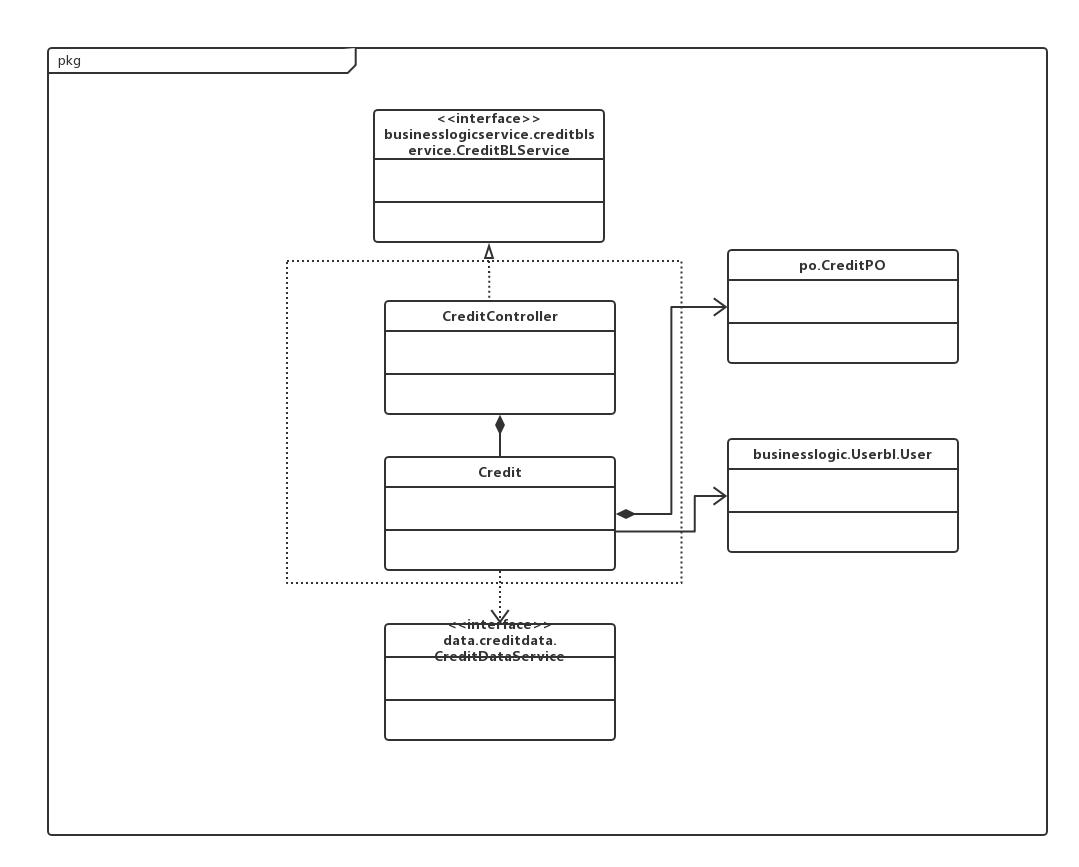 pkg
<<interface>>
businesslogicservice.creditbls
ervice.CreditBLService
po.CreditPO
CreditController
businesslogic.Userbl.User
Credit
<<interface>>
data.creditdata.
CreditDataService